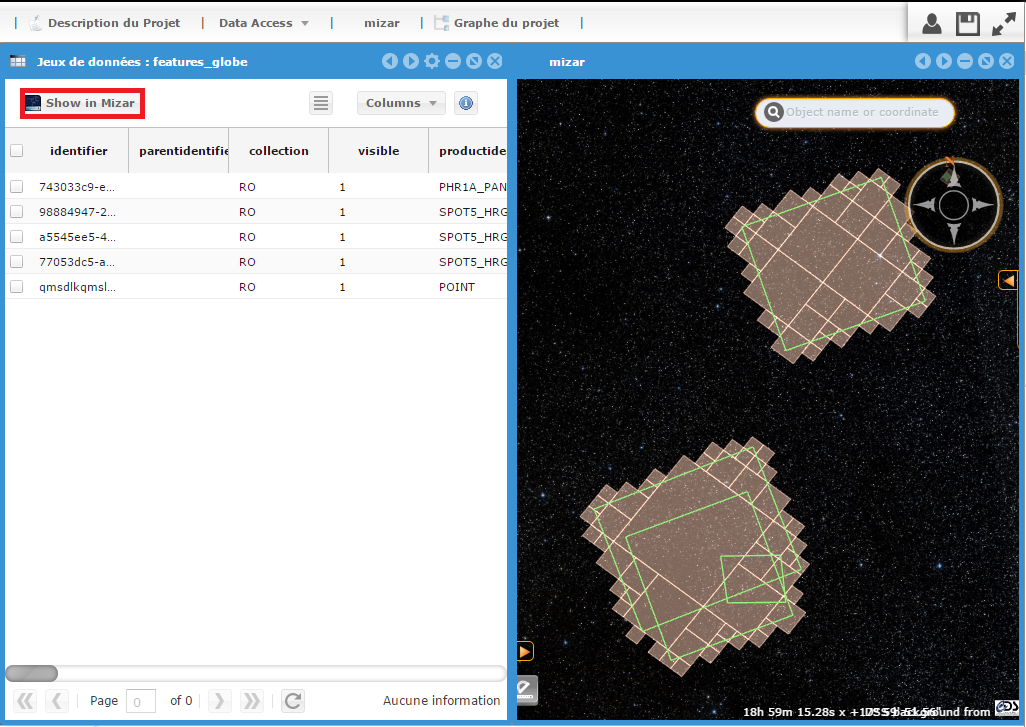 | Description du Projet | Data Access | mizar | Graphe du projet |
Jeux de données : features_globe
Show in Mizar
Columns
identifier parentidentifie collection visible productide
743033c9-e... RO 1 PHR1A_PAN
98884947-2... RO 1 SPOT5_HRG
a5545ee5-4... RO 1 SPOT5_HRG
77053dc5-a... RO 1 SPOT5_HRG
qmsdlkqmsl... RO 1 POINT
Page 0 of 0 Aucune information
mizar
Object name or coordinate
N
18h 59m 15.28s x
background from